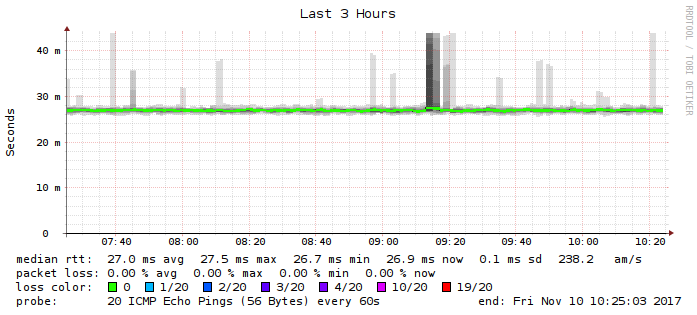 Last 3 Hours
RRDTOOL / TOBI OETIKER
Seconds
40 m
30 m
20 m
10 m
0
07:40 08:00 08:20 08:40 09:00 09:20 09:40 10:00 10:20
median rtt: 27.0 ms avg 27.5 ms max 26.7 ms min 26.9 ms now 0.1 ms sd 238.2 am/s
packet loss: 0.00 % avg 0.00 % max 0.00 % min 0.00 % now
loss color: 0 1/20 2/20 3/20 4/20 10/20 19/20
probe: 20 ICMP Echo Pings (56 Bytes) every 60s end: Fri Nov 10 10:25:03 2017